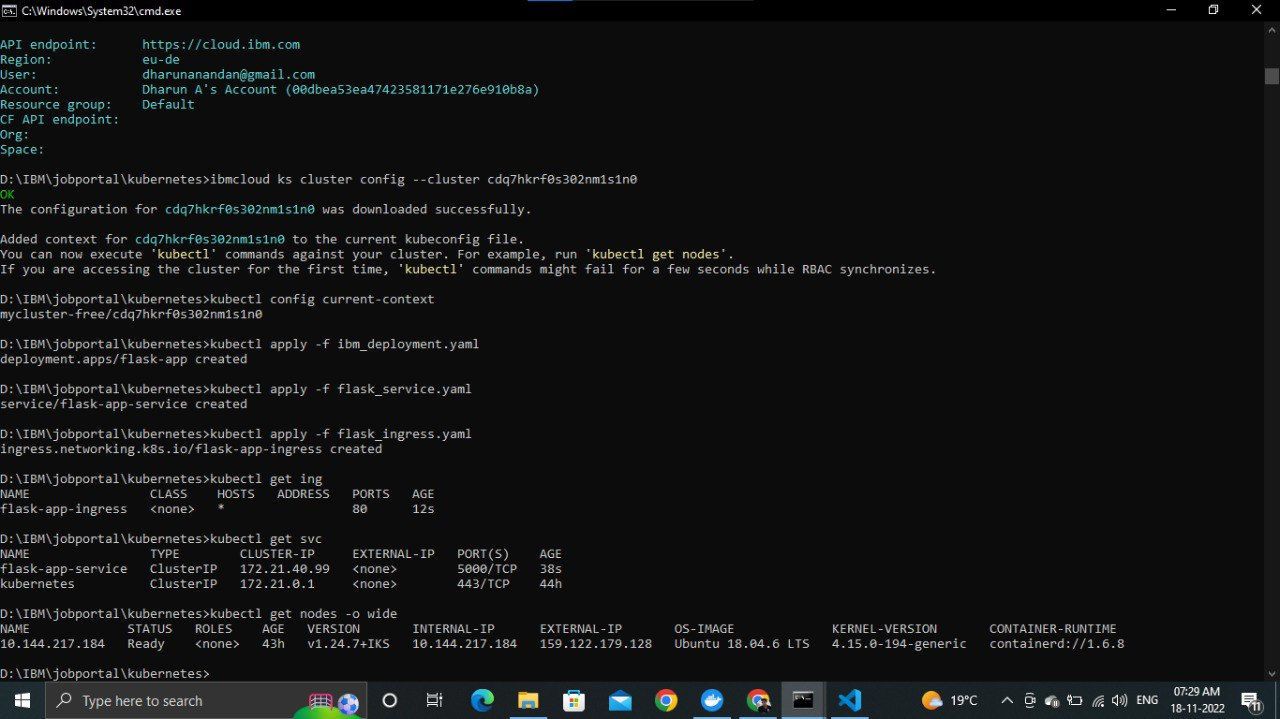 C:\Windows\System32\cmd.exe
API endpoint:      https://cloud.ibm.com
Region:            eu-de
User:              dharunanandan@gmail.com
Account:           Dharun A's Account (00dbea53ea47423581171e276e910b8a)
Resource group:    Default
CF API endpoint:
Org:
Space:
D:\IBM\jobportal\kubernetes>ibmcloud ks cluster config --cluster cdq7hkrf0s302nm1s1n0
OK
The configuration for cdq7hkrf0s302nm1s1n0 was downloaded successfully.
Added context for cdq7hkrf0s302nm1s1n0 to the current kubeconfig file.
You can now execute 'kubectl' commands against your cluster. For example, run 'kubectl get nodes'.
If you are accessing the cluster for the first time, 'kubectl' commands might fail for a few seconds while RBAC synchronizes.
D:\IBM\jobportal\kubernetes>kubectl config current-context
mycluster-free/cdq7hkrf0s302nm1s1n0
D:\IBM\jobportal\kubernetes>kubectl apply -f ibm_deployment.yaml
deployment.apps/flask-app created
D:\IBM\jobportal\kubernetes>kubectl apply -f flask_service.yaml
service/flask-app-service created
D:\IBM\jobportal\kubernetes>kubectl apply -f flask_ingress.yaml
ingress.networking.k8s.io/flask-app-ingress created
D:\IBM\jobportal\kubernetes>kubectl get ing
NAME                CLASS    HOSTS   ADDRESS   PORTS   AGE
flask-app-ingress   <none>   *                 80      12s
D:\IBM\jobportal\kubernetes>kubectl get svc
NAME                TYPE        CLUSTER-IP     EXTERNAL-IP   PORT(S)    AGE
flask-app-service   ClusterIP   172.21.40.99   <none>        5000/TCP   38s
kubernetes          ClusterIP   172.21.0.1     <none>        443/TCP    44h
D:\IBM\jobportal\kubernetes>kubectl get nodes -o wide
NAME             STATUS   ROLES    AGE   VERSION       INTERNAL-IP      EXTERNAL-IP       OS-IMAGE             KERNEL-VERSION       CONTAINER-RUNTIME
10.144.217.184   Ready    <none>   43h   v1.24.7+IKS   10.144.217.184   159.122.179.128   Ubuntu 18.04.6 LTS   4.15.0-194-generic   containerd://1.6.8
D:\IBM\jobportal\kubernetes>
Type here to search
19°C
ENG
07:29 AM
18-11-2022
11